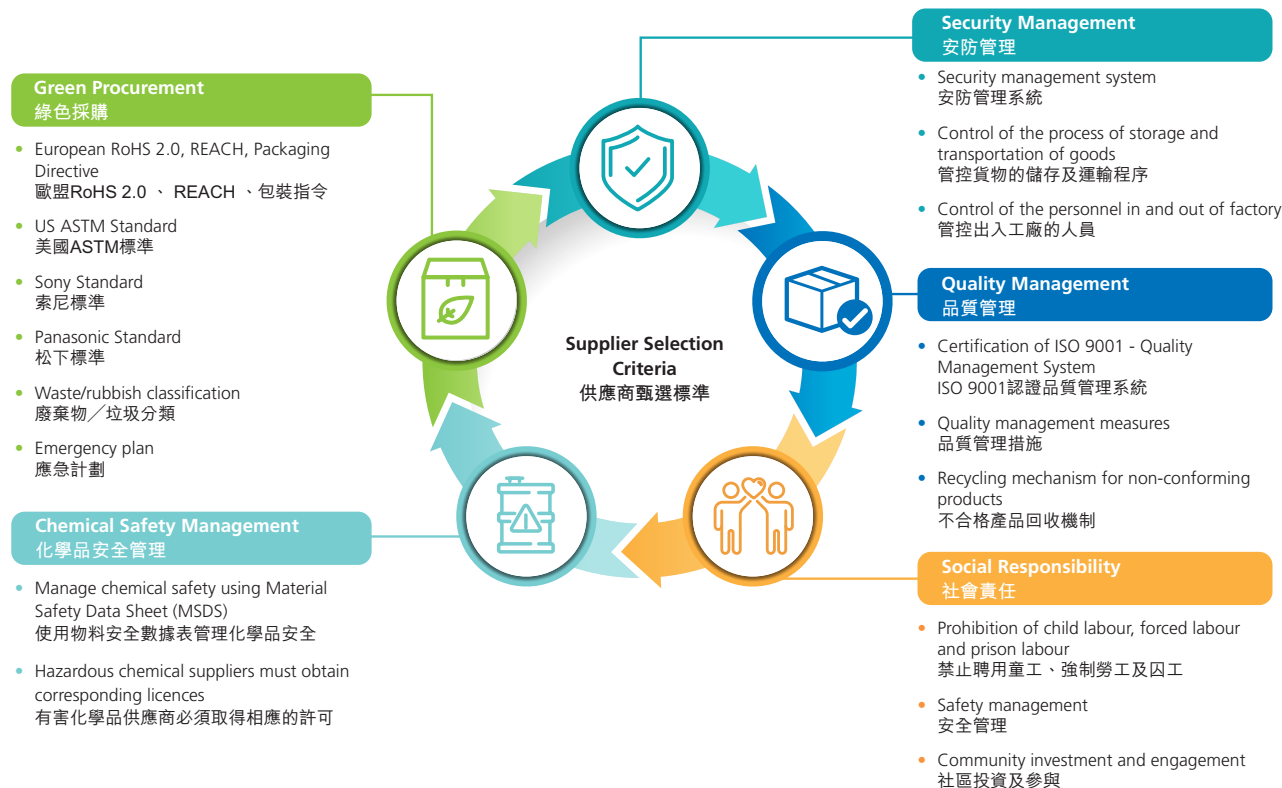 Security Management
安防管理
• Security management system
安防管理系統
• Control of the process of storage and
transportation of goods
管控貨物的儲存及運輸程序
• Control of the personnel in and out of factory
管控出入工廠的人員
Quality Management
品質管理
• Certification of ISO 9001 - Quality
Management System
ISO 9001認證品質管理系統
• Quality management measures
品質管理措施
• Recycling mechanism for non-conforming
products
不合格產品回收機制
Social Responsibility
社會責任
• Prohibition of child labour, forced labour
and prison labour
禁止聘用童工、強制勞工及囚工
• Safety management
安全管理
• Community investment and engagement
社區投資及參與
Chemical Safety Management
化學品安全管理
• Manage chemical safety using Material
Safety Data Sheet (MSDS)
使用物料安全數據表管理化學品安全
• Hazardous chemical suppliers must obtain
corresponding licences
有害化學品供應商必須取得相應的許可
Green Procurement
綠色採購
• European RoHS 2.0, REACH, Packaging
Directive
歐盟RoHS 2.0 、 REACH 、包裝指令
• US ASTM Standard
美國ASTM標準
• Sony Standard
索尼標準
• Panasonic Standard
松下標準
• Waste/rubbish classification
廢棄物／垃圾分類
• Emergency plan
應急計劃
Supplier Selection
Criteria
供應商甄選標準